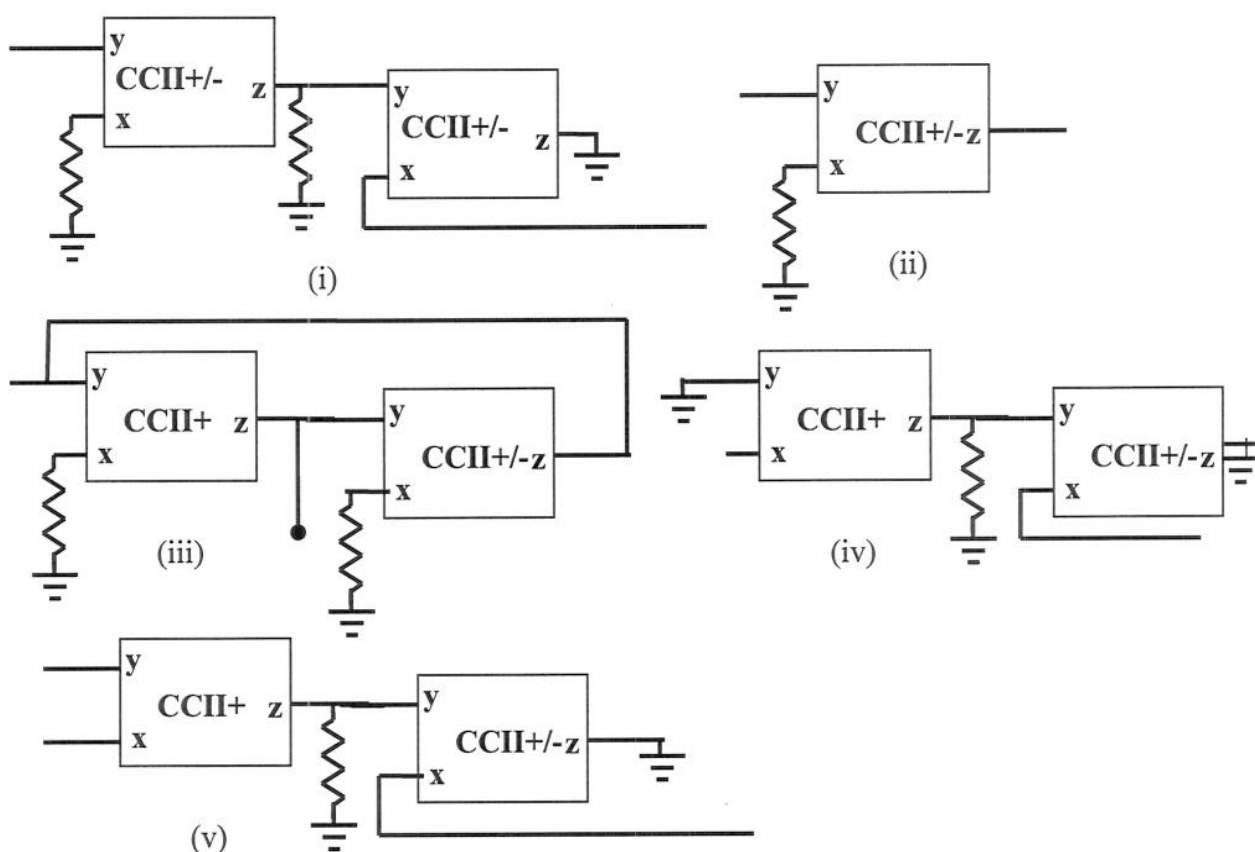 y
CCII+/-
z
x
y
CCII+/-
z
x
(i)
y
CCII+/-z
x
(ii)
y
CCII+ z
x
y
CCII+/-z
x
(iii)
y
CCII+ z
x
y
CCII+/-z
x
(iv)
y
CCII+ z
x
y
CCII+/-z
x
(v)